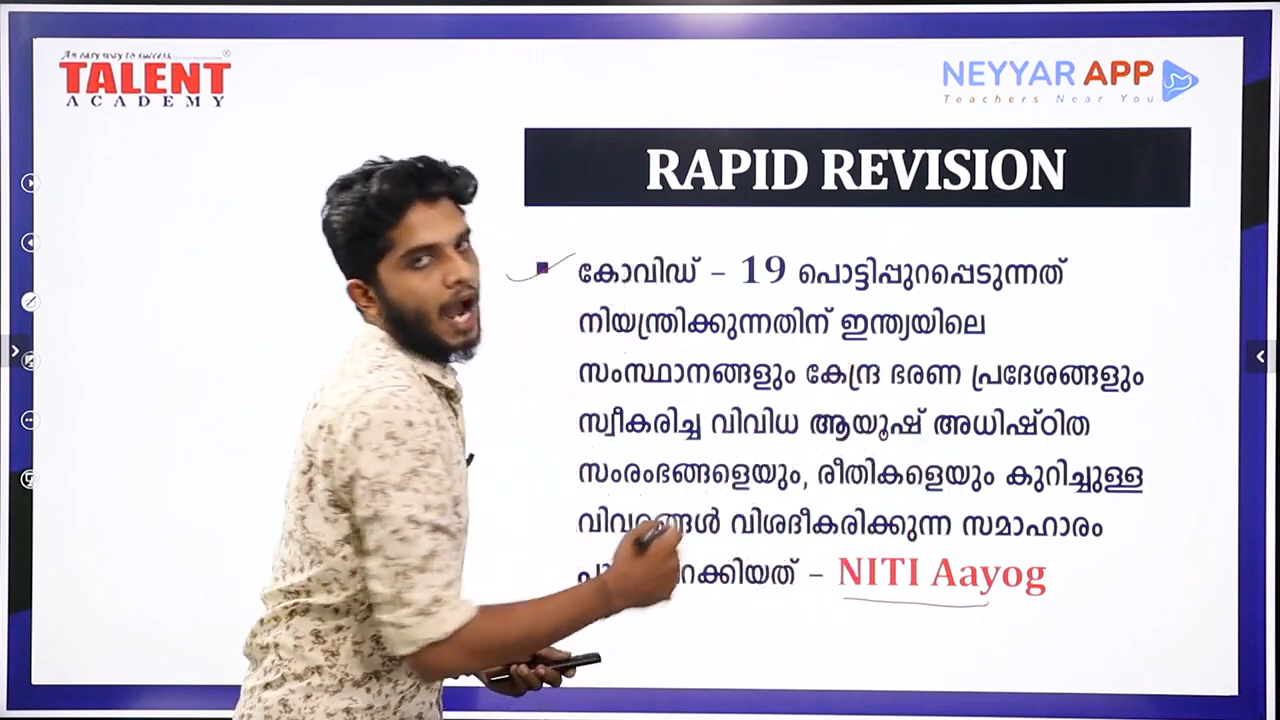 An easy way to success
TALENT
ACADEMY
NEYYAR APP
Teachers Near You
RAPID REVISION
കോവിഡ് – 19 പൊട്ടിപ്പുറപ്പെടുന്നത്
നിയന്ത്രിക്കുന്നതിന് ഇന്ത്യയിലെ
സംസ്ഥാനങ്ങളും കേന്ദ്ര ഭരണ പ്രദേശങ്ങളും
സ്വീകരിച്ച വിവിധ ആയൂഷ് അധിഷ്ഠിത
സംരംഭങ്ങളെയും, രീതികളെയും കുറിച്ചുള്ള
വിവരങ്ങൾ വിശദീകരിക്കുന്ന സമാഹാരം
– NITI Aayog